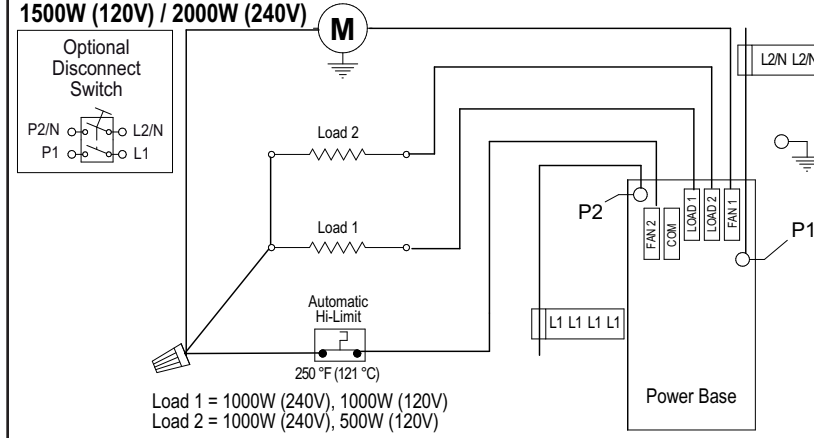 1500W (120V) / 2000W (240V)
M
Optional
Disconnect
Switch
P2/N L2/N
P1 L1
L2/N L2/N
Load 2
Load 1
P2
FAN 2
COM
LOAD 1
LOAD 2
FAN 1
P1
Automatic
Hi-Limit
250 °F (121 °C)
L1 L1 L1 L1
Power Base
Load 1 = 1000W (240V), 1000W (120V)
Load 2 = 1000W (240V), 500W (120V)